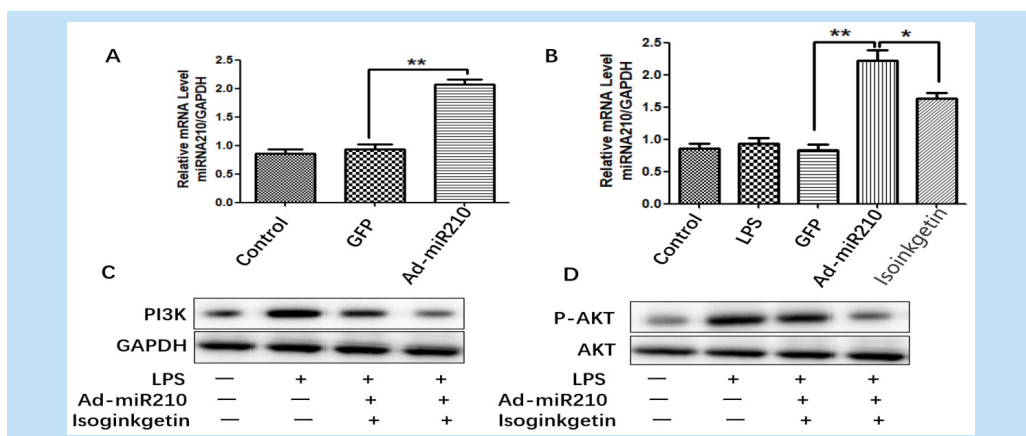 A
Relative mRNA Level
miRNA210/GAPDH
2.5
2.0
1.5
1.0
0.5
0.0
**
Control
GFP
Ad-miR210
B
Relative mRNA Level
miRNA210/GAPDH
2.5
2.0
1.5
1.0
0.5
0.0
**
*
Control
LPS
GFP
Ad-miR210
Isoinkgetin
C
PI3K
GAPDH
LPS — + + +
Ad-miR210 — — + +
Isoginkgetin — — + +
D
P-AKT
AKT
LPS — + + +
Ad-miR210 — — + +
Isoginkgetin — — + +